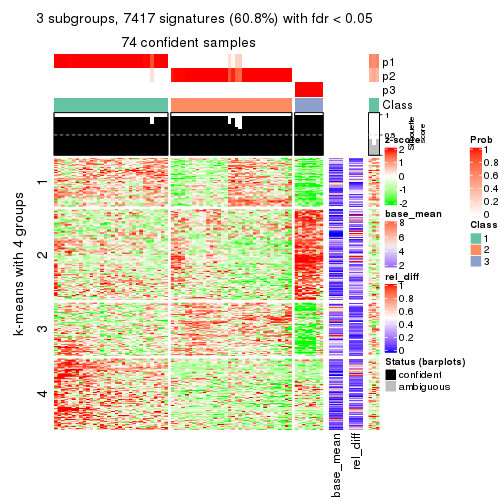 3 subgroups, 7417 signatures (60.8%) with fdr < 0.05
74 confident samples
p1
p2
p3
Class
1
0.5
0
Silhouette
score
k-means with 4 groups
1
2
3
4
base_mean
rel_diff
z-score
2
1
0
-1
-2
base_mean
8
6
4
2
rel_diff
1
0.8
0.6
0.4
0.2
0
Status (barplots)
confident
ambiguous
Prob
1
0.8
0.6
0.4
0.2
0
Class
1
2
3